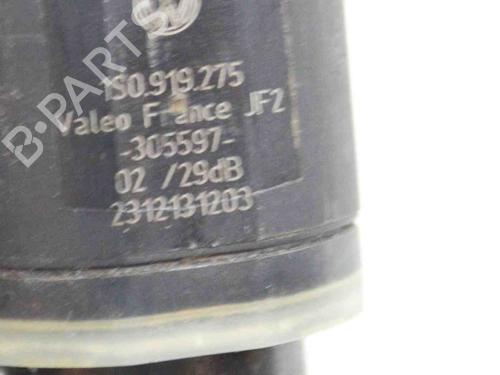 B-PARTS
1S0.919.275
Valeo France JF2
-305597-
02 /29dB
2312131203